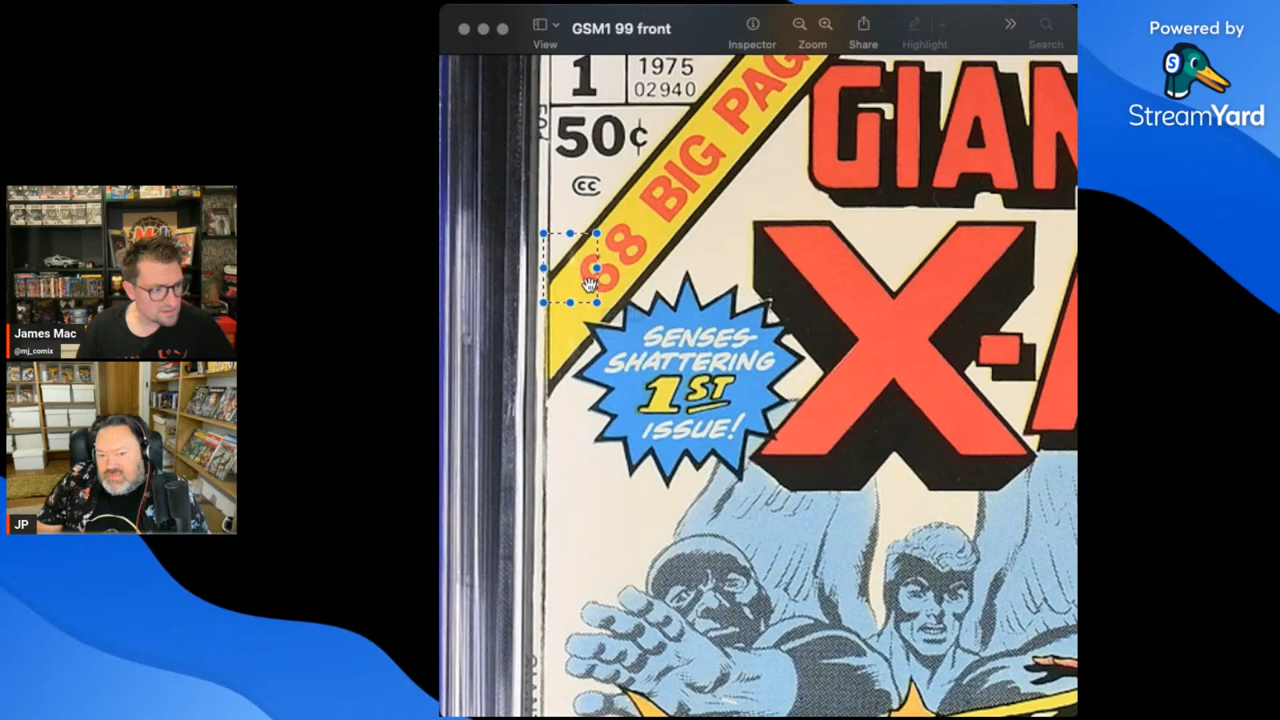 GSM1 99 front
View
Inspector
Zoom
Share
Highlight
Search
Powered by
StreamYard
1
1975
02940
50¢
CC
68 BIG PAG
GIAN
X-
SENSES
SHATTERING
1ST
ISSUE!
James Mac
@mj_comix
JP